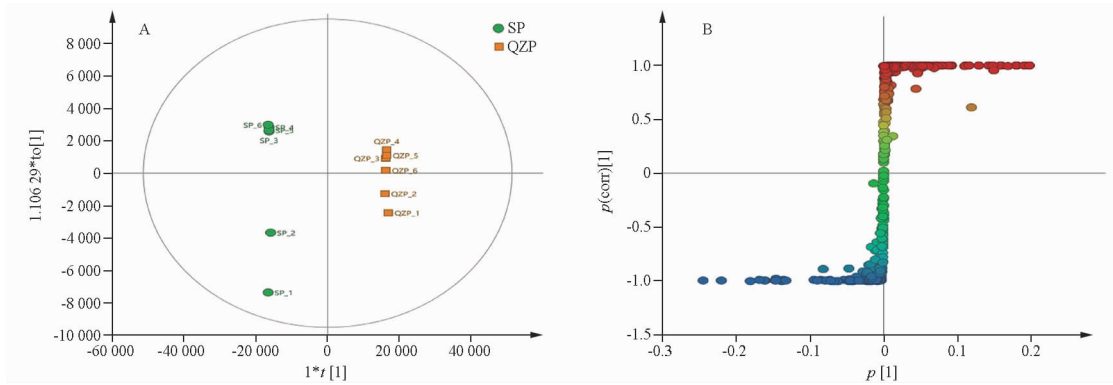 A
SP
QZP
8 000
6 000
4 000
2 000
0
-2 000
-4 000
-6 000
-8 000
-10 000
1.106 29*to[1]
SP_6
SP_4
SP_3
SP_2
SP_1
QZP_4
QZP_3
QZP_5
QZP_6
QZP_2
QZP_1
-60 000
-40 000
-20 000
0
20 000
40 000
1*t [1]
B
1.0
0.5
0
-0.5
-1.0
-1.5
p(corr)[1]
-0.3
-0.2
-0.1
0
0.1
0.2
p [1]